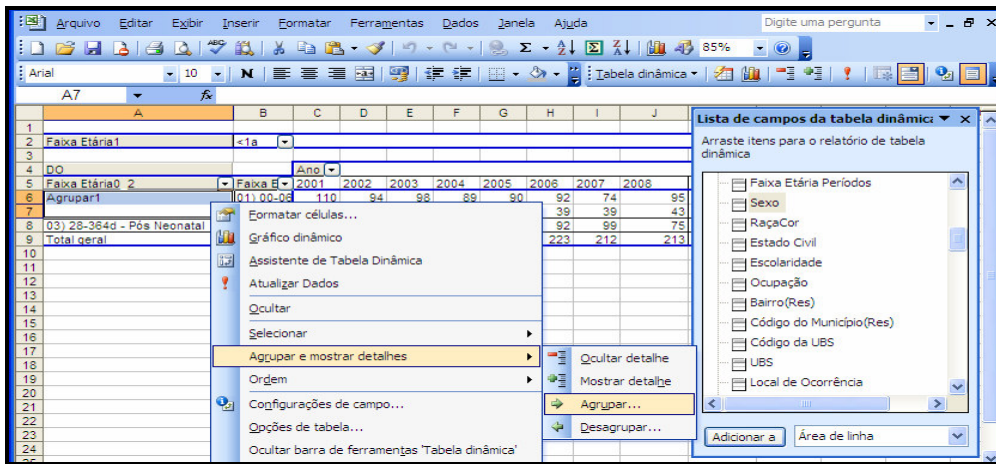 Arquivo Editar Exibir Inserir Formatar Ferramentas Dados Janela Ajuda Digite uma pergunta
85%
Arial 10 N Tabela dinâmica
A7 fx
A B C D E F G H I J
1
2 Faixa Etária1 <1a
3
4 DO Ano
5 Faixa Etária0_2 Faixa E 2001 2002 2003 2004 2005 2006 2007 2008
6 Agrupar1 01) 00-06 110 94 98 89 90 92 74 95
7 39 39 43
8 03) 28-364d - Pós Neonatal 92 99 75
9 Total geral 223 212 213
10
11
12
13
14
15
16
17
18
19
20
21
22
23
24
Formatar células...
Gráfico dinâmico
Assistente de Tabela Dinâmica
Atualizar Dados
Ocultar
Selecionar
Agrupar e mostrar detalhes
Ordem
Configurações de campo...
Opções de tabela...
Ocultar barra de ferramentas 'Tabela dinâmica'
Ocultar detalhe
Mostrar detalhe
Agrupar...
Desagrupar...
Lista de campos da tabela dinâmica
Arraste itens para o relatório de tabela
dinâmica
Faixa Etária Períodos
Sexo
RaçaCor
Estado Civil
Escolaridade
Ocupação
Bairro(Res)
Código do Município(Res)
Código da UBS
UBS
Local de Ocorrência
Adicionar a Área de linha